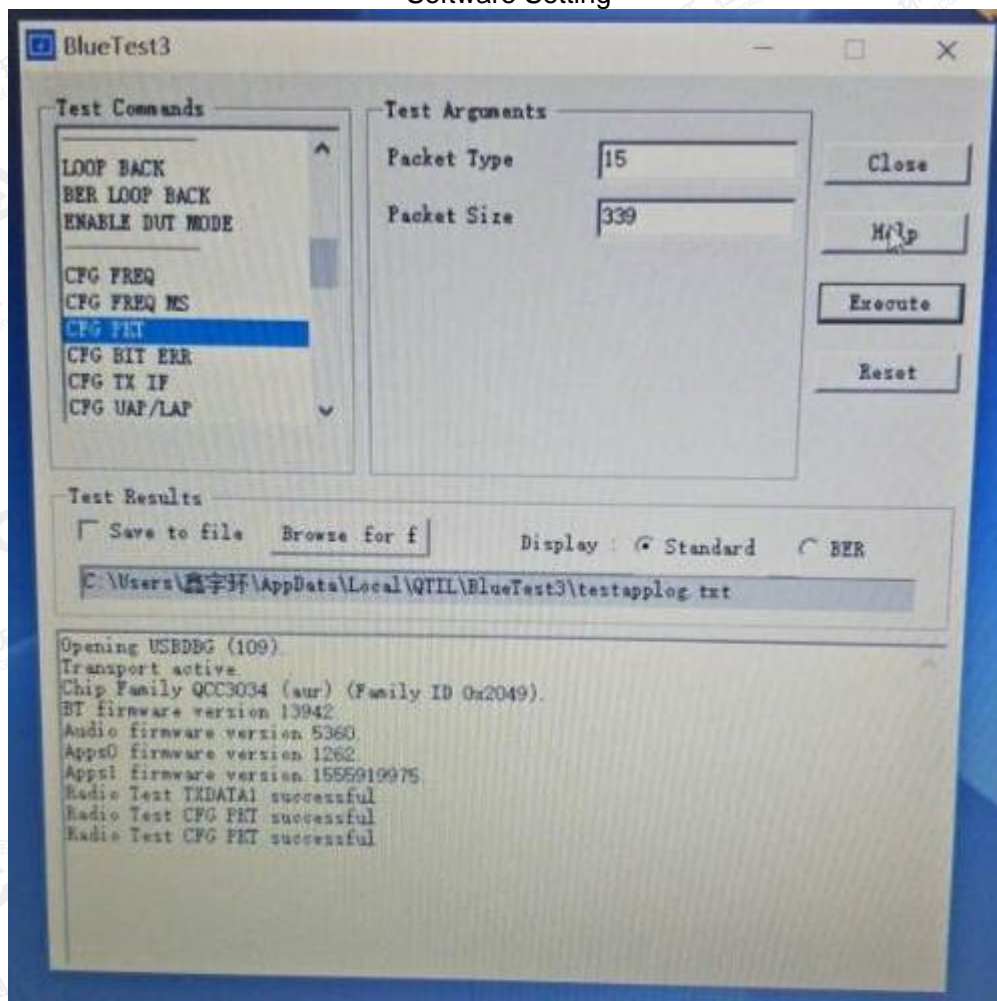 Software Setting
BlueTest3
Test Commands
LOOP BACK
BER LOOP BACK
ENABLE DUT MODE
CFG FREQ
CFG FREQ MS
CFG PKT
CFG BIT ERR
CFG TX IF
CFG UAP/LAP
Test Arguments
Packet Type 15
Packet Size 339
Close
Help
Execute
Reset
Test Results
Save to file Browse for f Display : Standard BER
C:\Users\鑫宇环\AppData\Local\QTIL\BlueTest3\testapplog.txt
Opening USBDBG (109).
Transport active.
Chip Family QCC3034 (aur) (Family ID 0x2049).
BT firmware version 13942.
Audio firmware version 5360.
Apps0 firmware version 1262.
Apps1 firmware version 1555919975.
Radio Test TXDATA1 successful
Radio Test CFG PKT successful
Radio Test CFG PKT successful